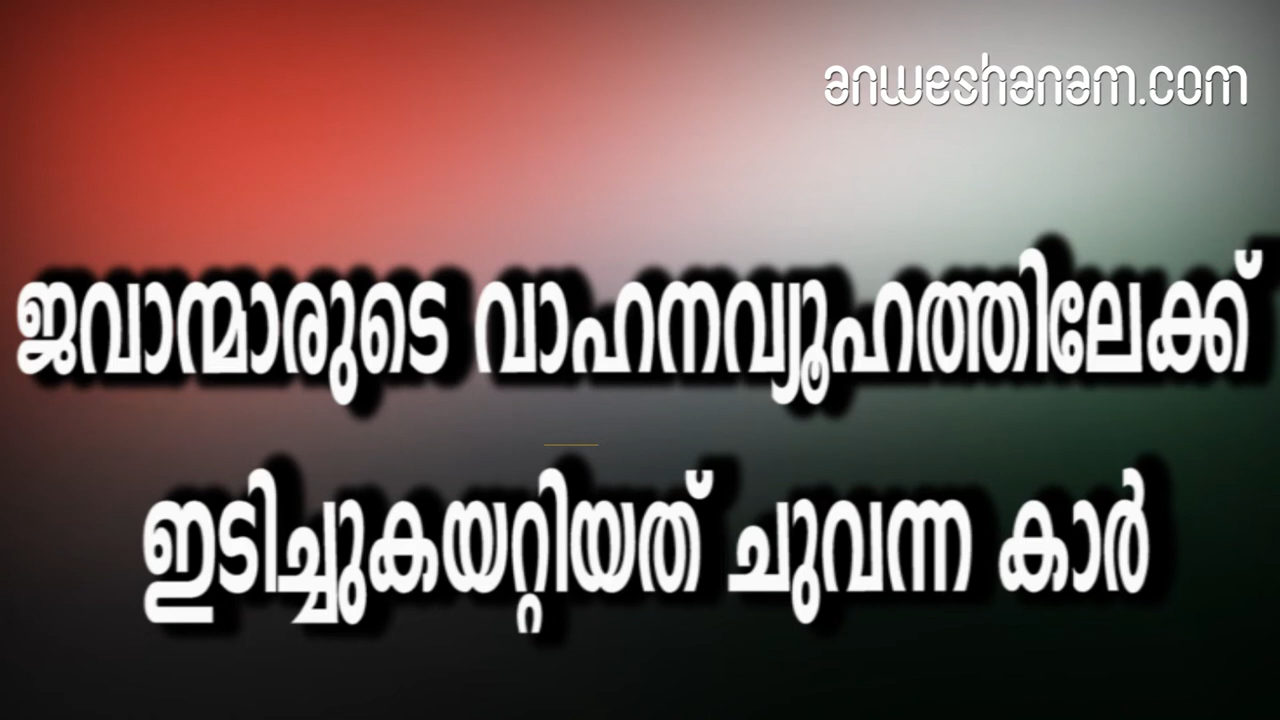 anweshanam.com
ജവാന്മാരുടെ വാഹനവ്യൂഹത്തിലേക്ക്
ഇടിച്ചുകയറ്റിയത് ചുവന്ന കാർ